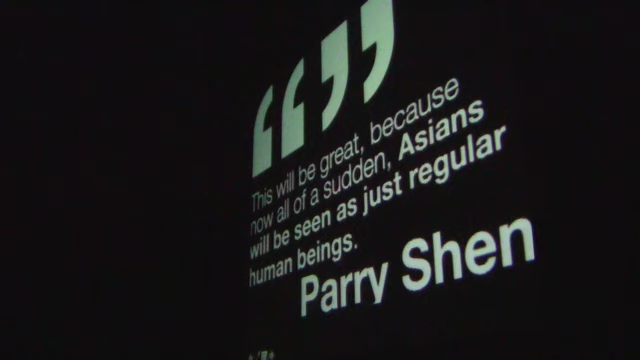 “ ”
This will be great, because
now all of a sudden, Asians
will be seen as just regular
human beings.
Parry Shen